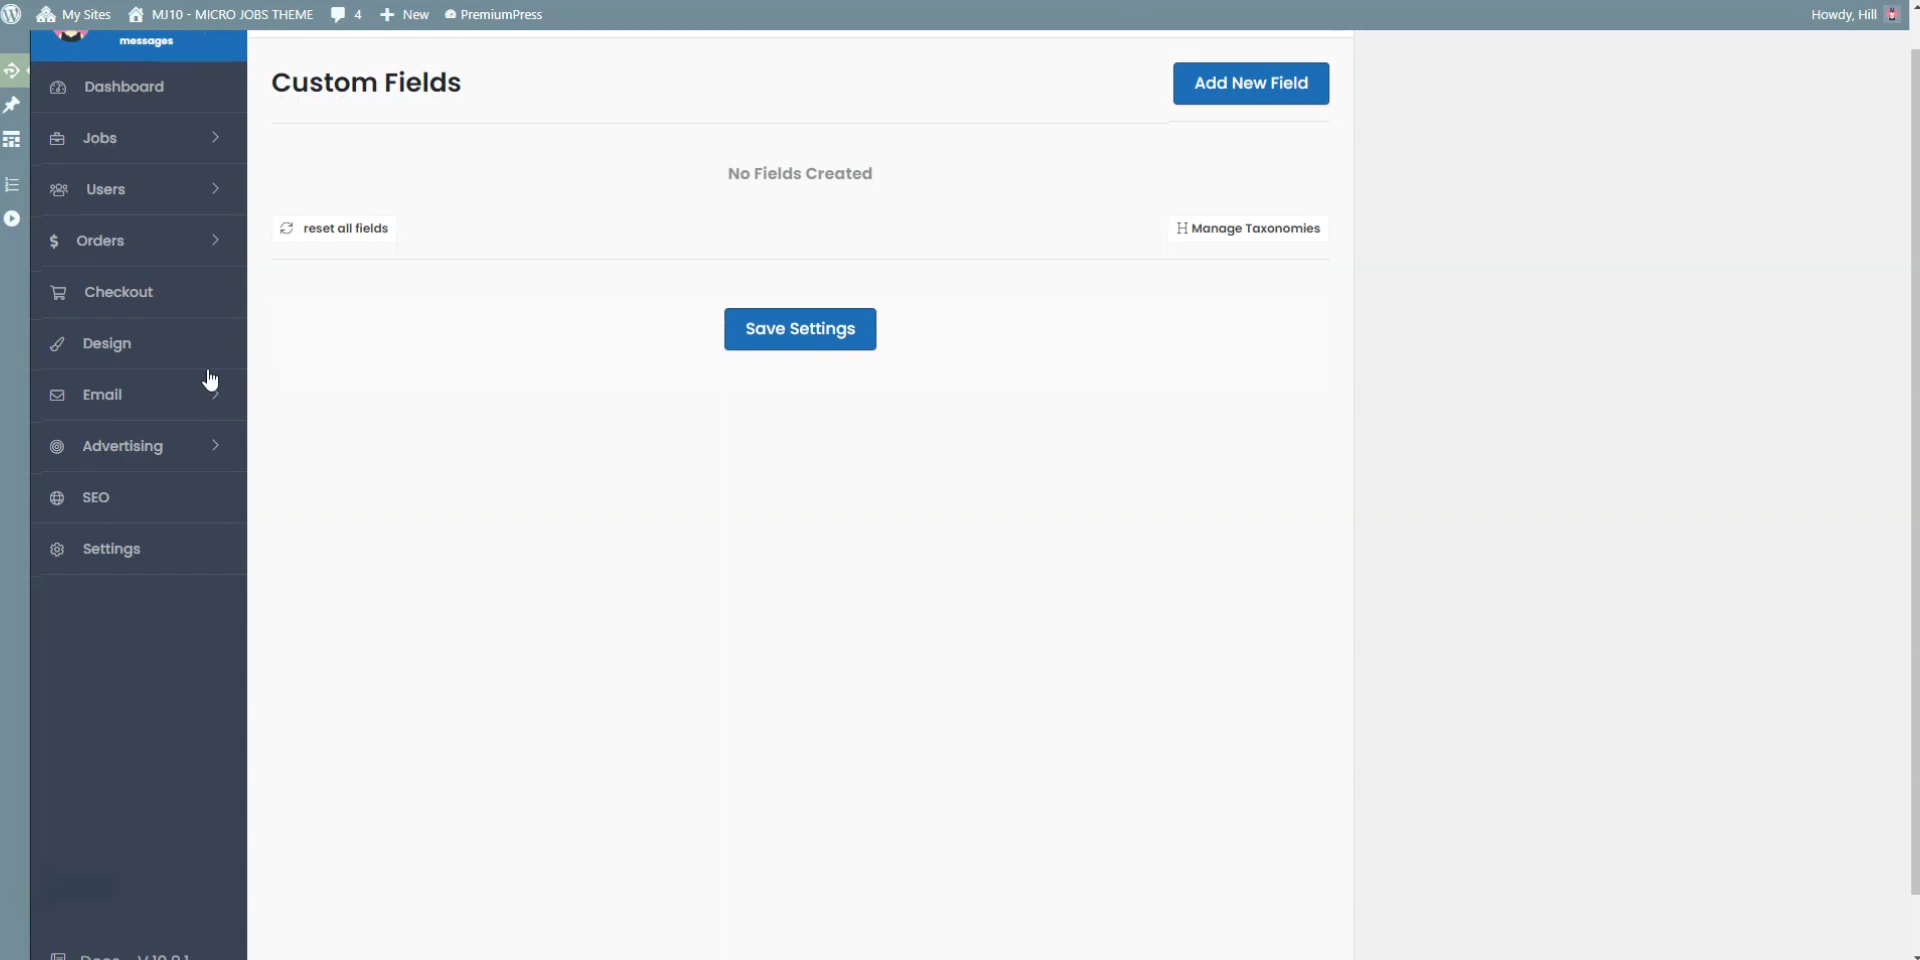 My Sites MJ10 - MICRO JOBS THEME 4 New PremiumPress Howdy, Hill
messages
Dashboard
Jobs
Users
Orders
Checkout
Design
Email
Advertising
SEO
Settings
Custom Fields
Add New Field
No Fields Created
reset all fields
Manage Taxonomies
Save Settings